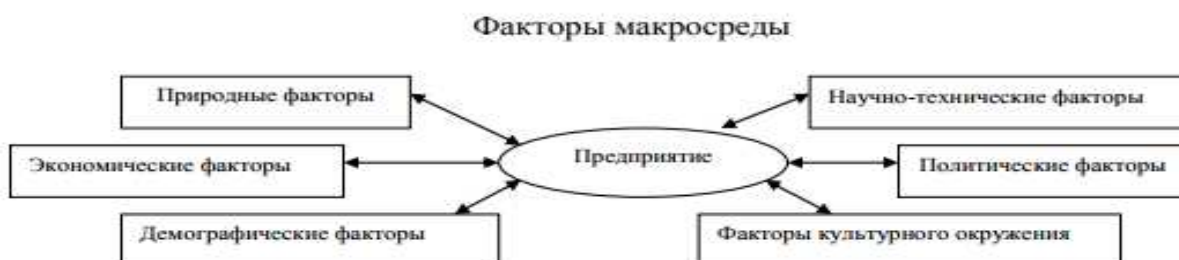 Факторы макросреды
Природные факторы
Научно-технические факторы
Предприятие
Экономические факторы
Политические факторы
Демографические факторы
Факторы культурного окружения